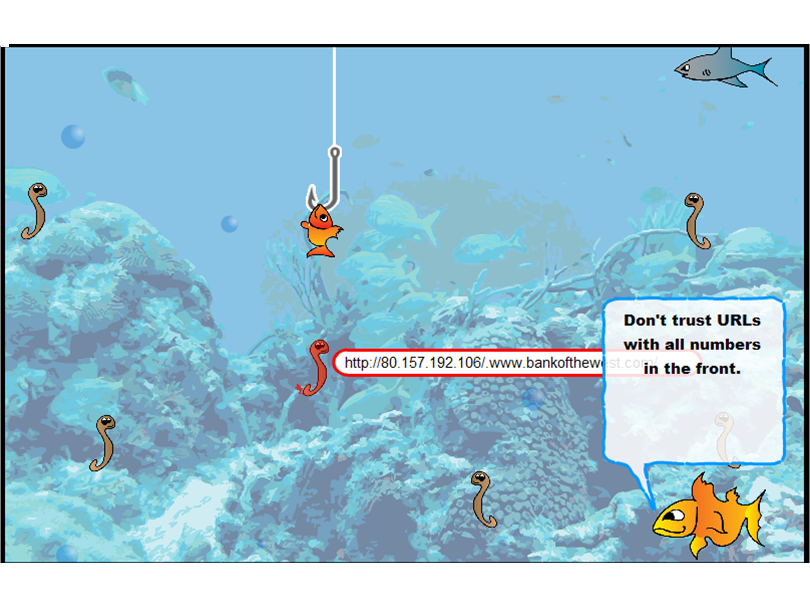 http://80.157.192.106/.www.bankofthewest.com/
Don't trust URLs
with all numbers
in the front.